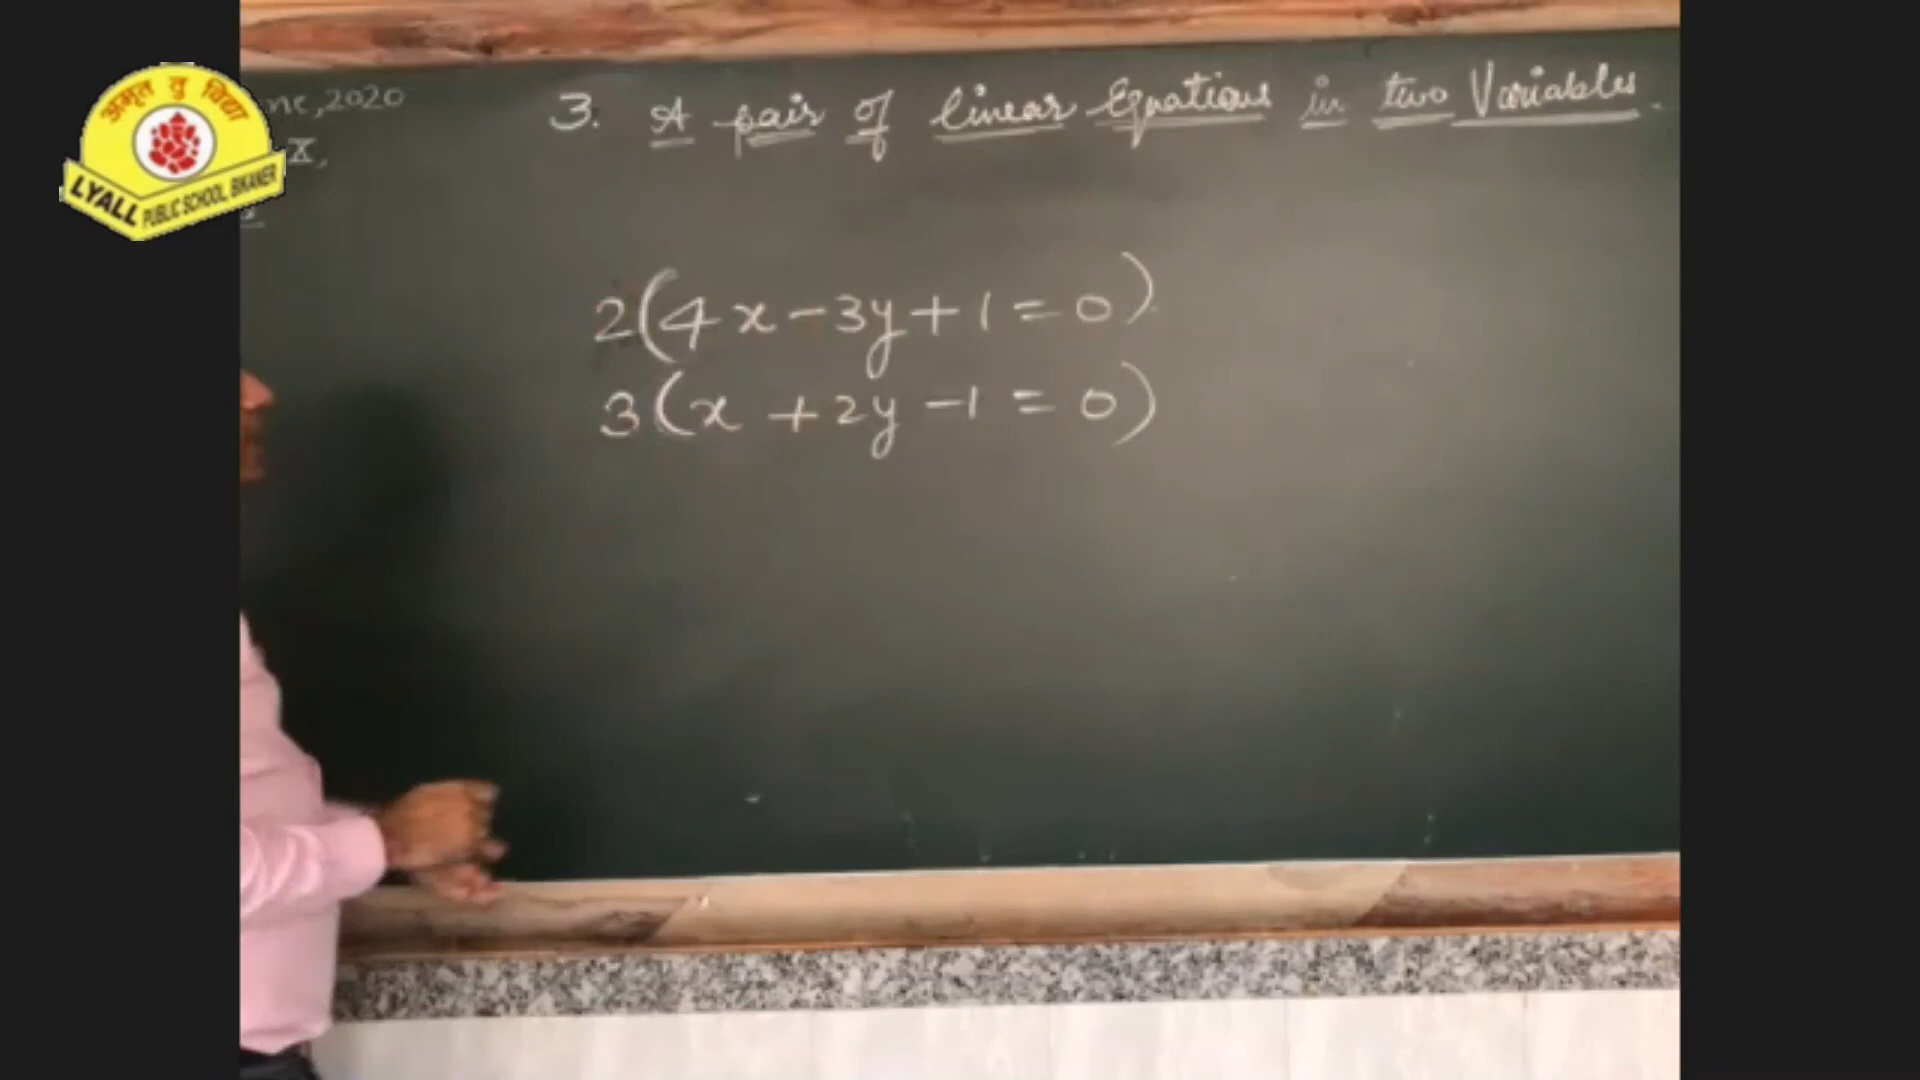 अमृत तु विद्या
LYALL PUBLIC SCHOOL, BIKANER
ne, 2020
X,
3. A pair of linear Equations in two Variables.
2(4x - 3y + 1 = 0)
3(x + 2y - 1 = 0)